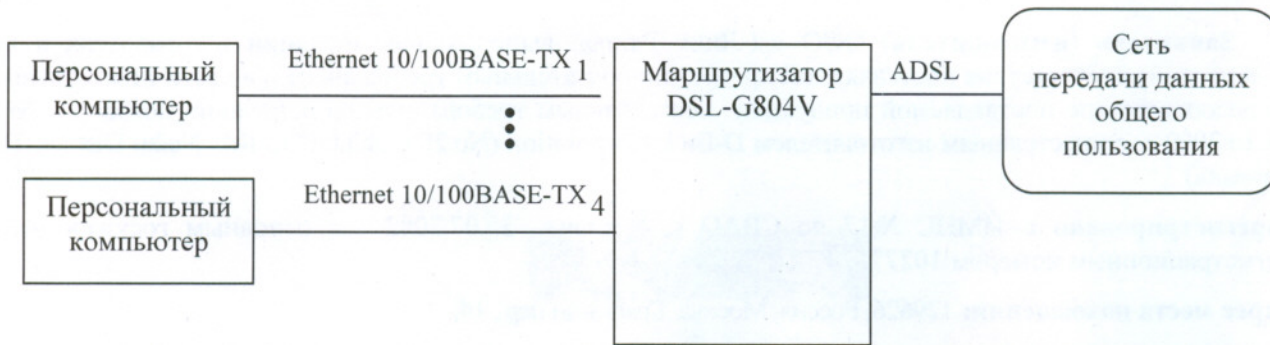 Персональный
компьютер
Ethernet 10/100BASE-TX 1
Маршрутизатор
DSL-G804V
ADSL
Сеть
передачи данных
общего
пользования
Персональный
компьютер
Ethernet 10/100BASE-TX 4